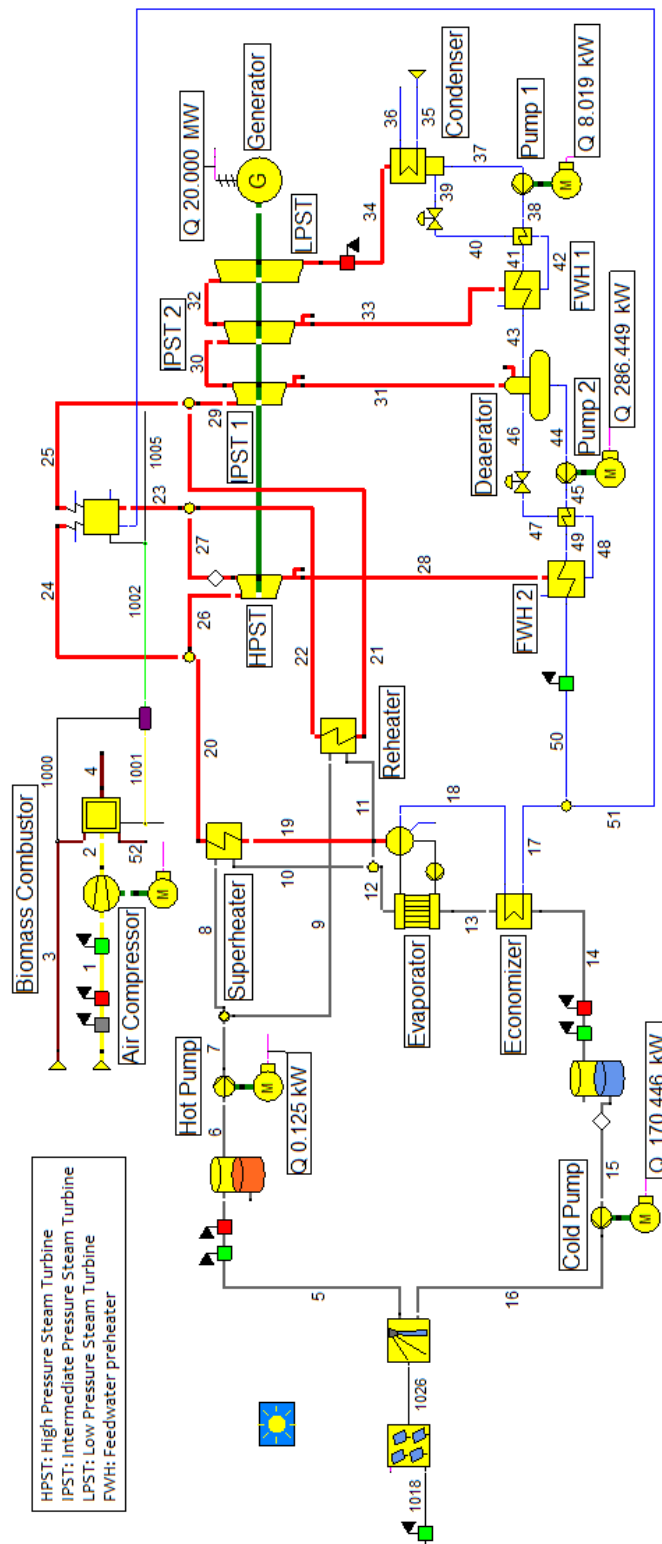 HPST: High Pressure Steam Turbine
IPST: Intermediate Pressure Steam Turbine
LPST: Low Pressure Steam Turbine
FWH: Feedwater preheater
Biomass Combustor
Air Compressor
3
1
2
52
4
1000
1001
1002
1005
24
25
23
27
26
29
20
22
21
28
HPST
IPST 1
IPST 2
LPST
30
32
31
33
34
Generator
G
Q 20.000 MW
Condenser
36
35
37
39
40
38
41
42
43
Pump 1
M
Q 8.019 kW
FWH 1
Deaerator
46
44
47
45
49
48
Pump 2
M
Q 286.449 kW
FWH 2
50
51
Reheater
11
Superheater
8
10
19
9
12
18
Evaporator
13
17
Economizer
14
Hot Pump
7
6
M
Q 0.125 kW
5
16
15
Cold Pump
M
Q 170.446 kW
1026
1018
M